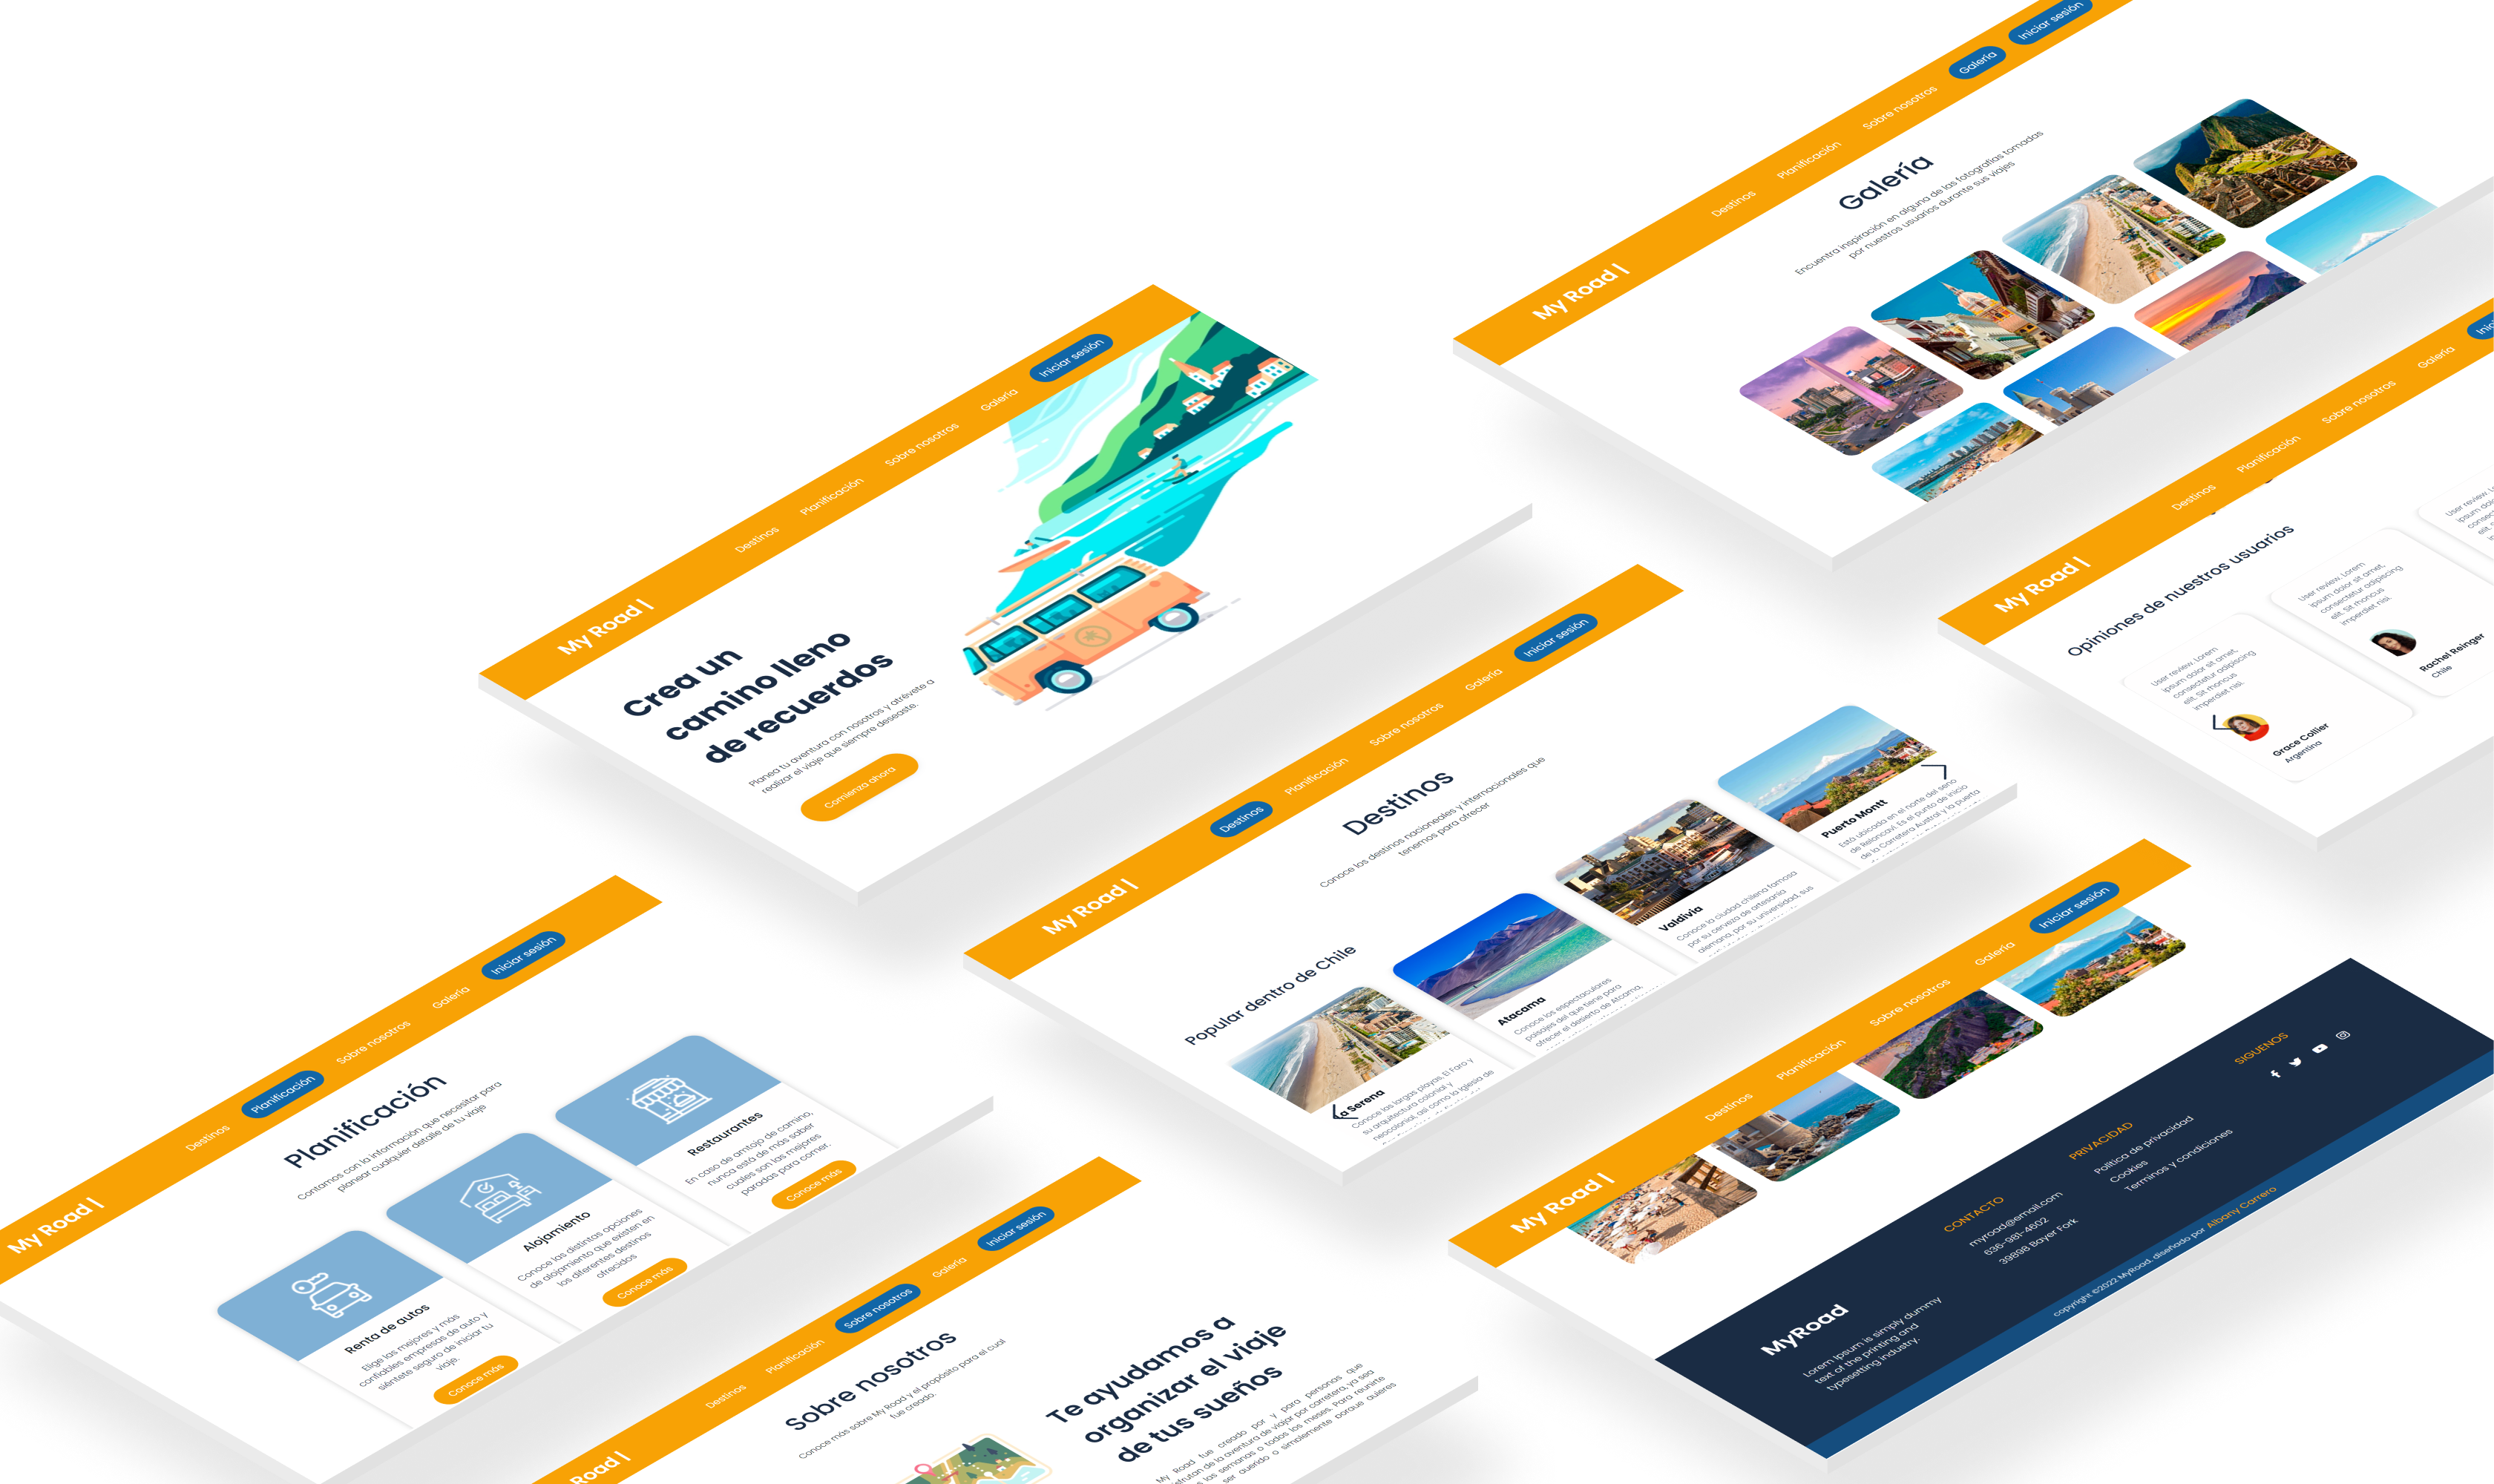 My Road |
Destinos
Planificación
Sobre nosotros
Galería
Iniciar sesión
Crea un
camino lleno
de recuerdos
Planea tu aventura con nosotros y atrévete a
realizar el viaje que siempre deseaste.
Comienza ahora
My Road |
Destinos
Planificación
Sobre nosotros
Galería
Iniciar sesión
Galería
Encuentra inspiración en alguna de las fotografías tomadas
por nuestros usuarios durante sus viajes
My Road |
Destinos
Planificación
Sobre nosotros
Galería
Opiniones de nuestros usuarios
User review. Lorem
ipsum dolor sit amet,
consectetur adipiscing
elit. Sit rhoncus
imperdiet nisi.
Grace Collier
Argentina
User review. Lorem
ipsum dolor sit amet,
consectetur adipiscing
elit. Sit rhoncus
imperdiet nisi.
Rachel Reinger
Chile
My Road |
Destinos
Planificación
Sobre nosotros
Galería
Iniciar sesión
Destinos
Conoce los destinos nacioneales y internacionales que
tenemos para ofrecer
Popular dentro de Chile
La Serena
Conoce las largas playas, El Faro y
su arquitectura colonial y
neocolonial, así como la iglesia de
Atacama
Conoce los espectaculares
paisajes del que tiene para
ofrecer el desierto de Atcama,
Valdivia
Conoce la ciudad chilena famosa
por su cerveza de artesanía
alemana, por su universidad, sus
Puerto Montt
Está ubicada en el norte del seno
de Reloncaví. Es el punto de inicio
de la Carretera Austral y la puerta
My Road |
Destinos
Planificación
Sobre nosotros
Galería
Iniciar sesión
Planificación
Contamos con la información que necesitar para
planear cualquier detalle de tu viaje
Renta de autos
Elige las mejores y más
confiables empresas de auto y
siéntete seguro de iniciar tu
viaje.
Conoce más
Alojamiento
Conoce las distintas opciones
de alojamiento que existen en
los diferentes destinos
ofrecidos
Conoce más
Restaurantes
En caso de antojo de camino,
nunca está de más saber
cuales son las mejores
paradas para comer.
Conoce más
Road |
Destinos
Planificación
Sobre nosotros
Galería
Iniciar sesión
Sobre nosotros
Conoce más sobre My Road y el propósito para el cual
fue creado.
Te ayudamos a
organizar el viaje
de tus sueños
My Road fue creado por y para personas que
disfrutan de la aventura de viajar por carretera, ya sea
las semanas o todos los meses. Para reunirte
ser querido o simplemente porque quieres
My Road |
Destinos
Planificación
Sobre nosotros
Galería
Iniciar sesión
MyRoad
Lorem Ipsum is simply dummy
text of the printing and
typesetting industry.
CONTACTO
myroad@email.com
636-981-4602
39898 Bayer Fork
PRIVACIDAD
Política de privacidad
Cookies
Terminos y condiciones
SIGUENOS
copyright ©2022 MyRoad. diseñado por Albany Carrero